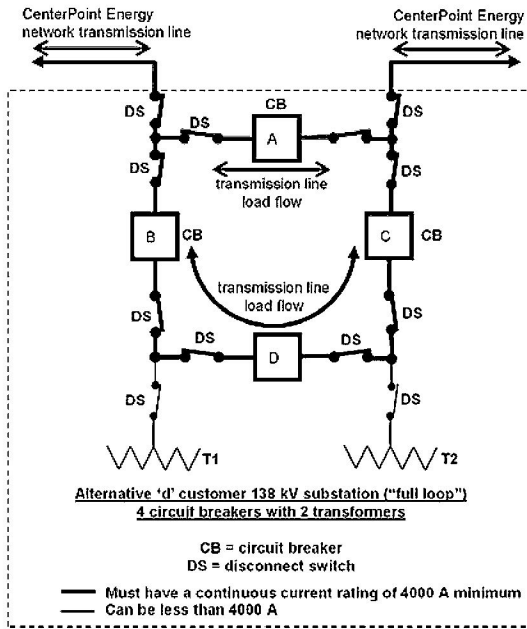 CenterPoint Energy
network transmission line
CenterPoint Energy
network transmission line
DS
DS
CB
DS
A
DS
DS
transmission line
load flow
B
CB
C
CB
transmission line
load flow
DS
DS
DS
DS
D
DS
DS
T1
T2
Alternative 'd' customer 138 kV substation ("full loop")
4 circuit breakers with 2 transformers
CB = circuit breaker
DS = disconnect switch
Must have a continuous current rating of 4000 A minimum
Can be less than 4000 A